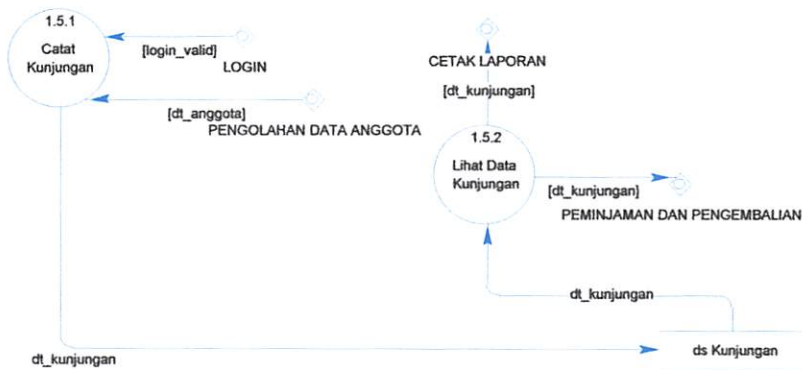 1.5.1
Catat
Kunjungan
[login_valid]
LOGIN
[dt_anggota]
PENGOLAHAN DATA ANGGOTA
CETAK LAPORAN
[dt_kunjungan]
1.5.2
Lihat Data
Kunjungan
[dt_kunjungan]
PEMINJAMAN DAN PENGEMBALIAN
dt_kunjungan
ds Kunjungan
dt_kunjungan